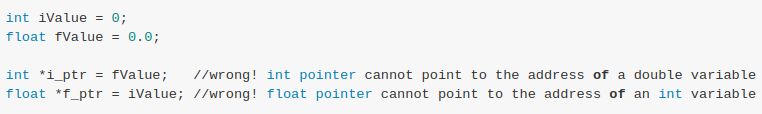 int iValue = 0;
float fValue = 0.0;
int *i_ptr = fValue;   //wrong! int pointer cannot point to the address of a double variable
float *f_ptr = iValue; //wrong! float pointer cannot point to the address of an int variable